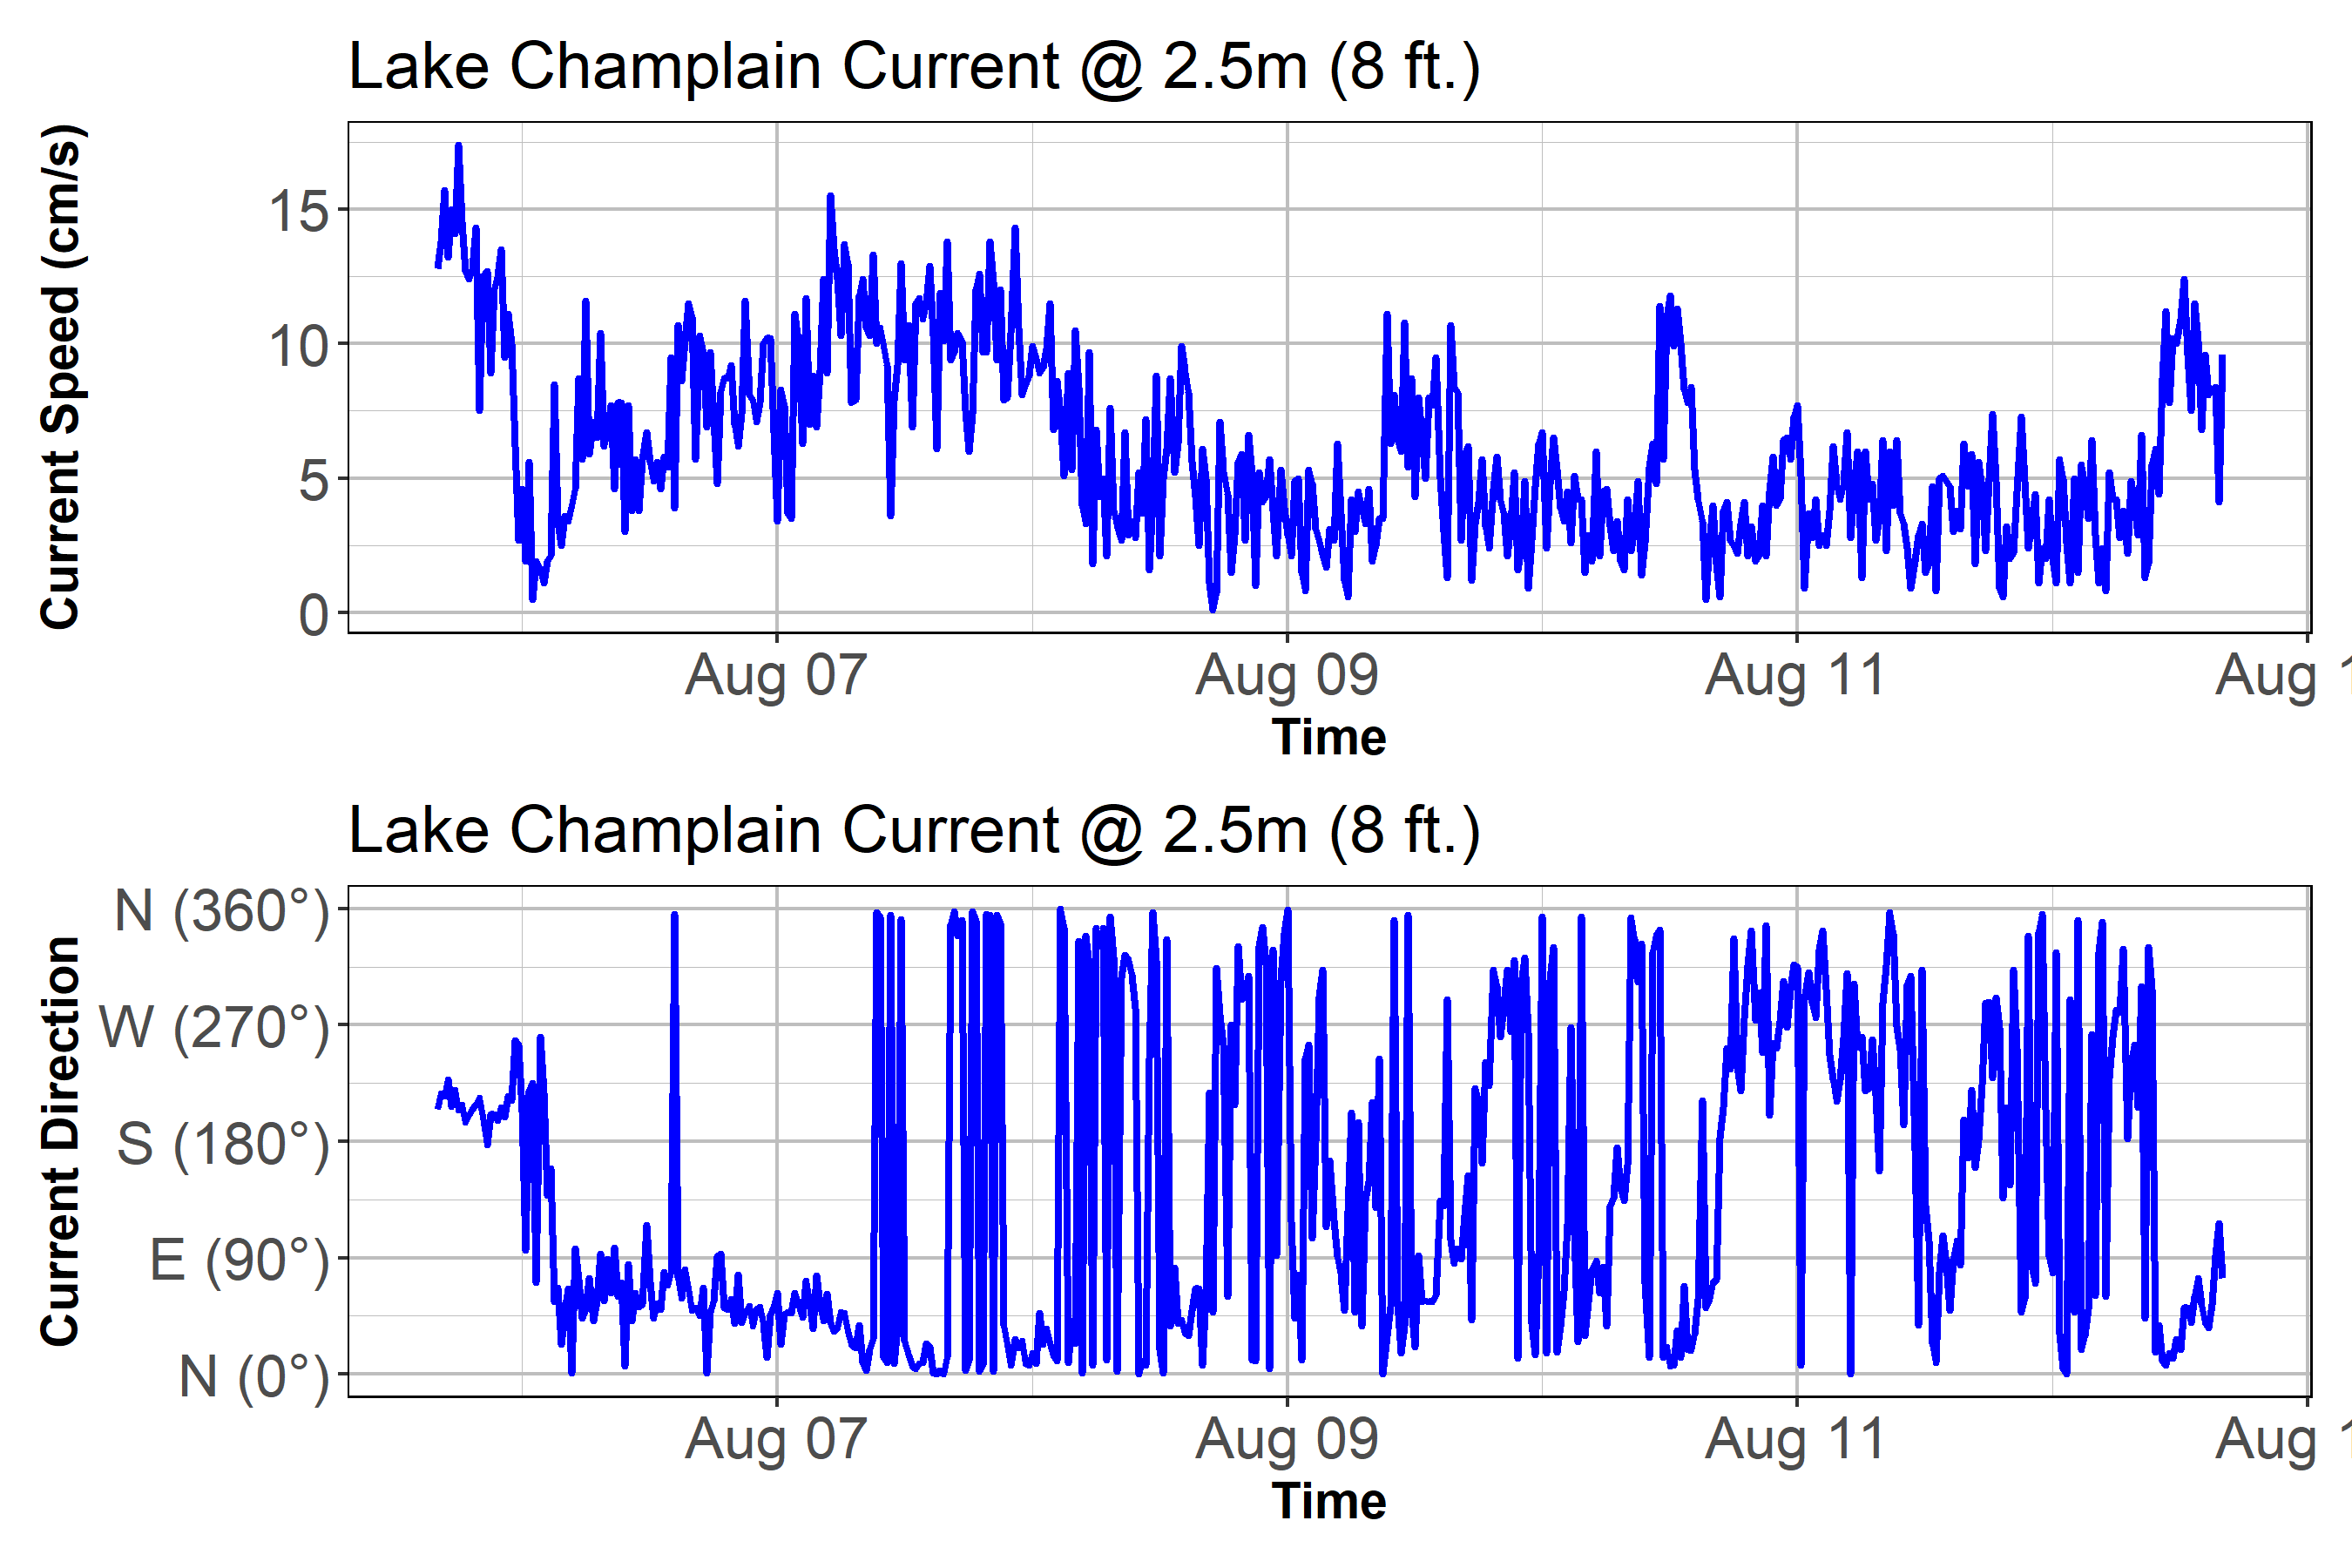 Lake Champlain Current @ 2.5m (8 ft.)
Current Speed (cm/s)
15
10
5
0
Aug 07
Aug 09
Aug 11
Aug 1
Time
Lake Champlain Current @ 2.5m (8 ft.)
Current Direction
N (360°)
W (270°)
S (180°)
E (90°)
N (0°)
Aug 07
Aug 09
Aug 11
Aug 1
Time